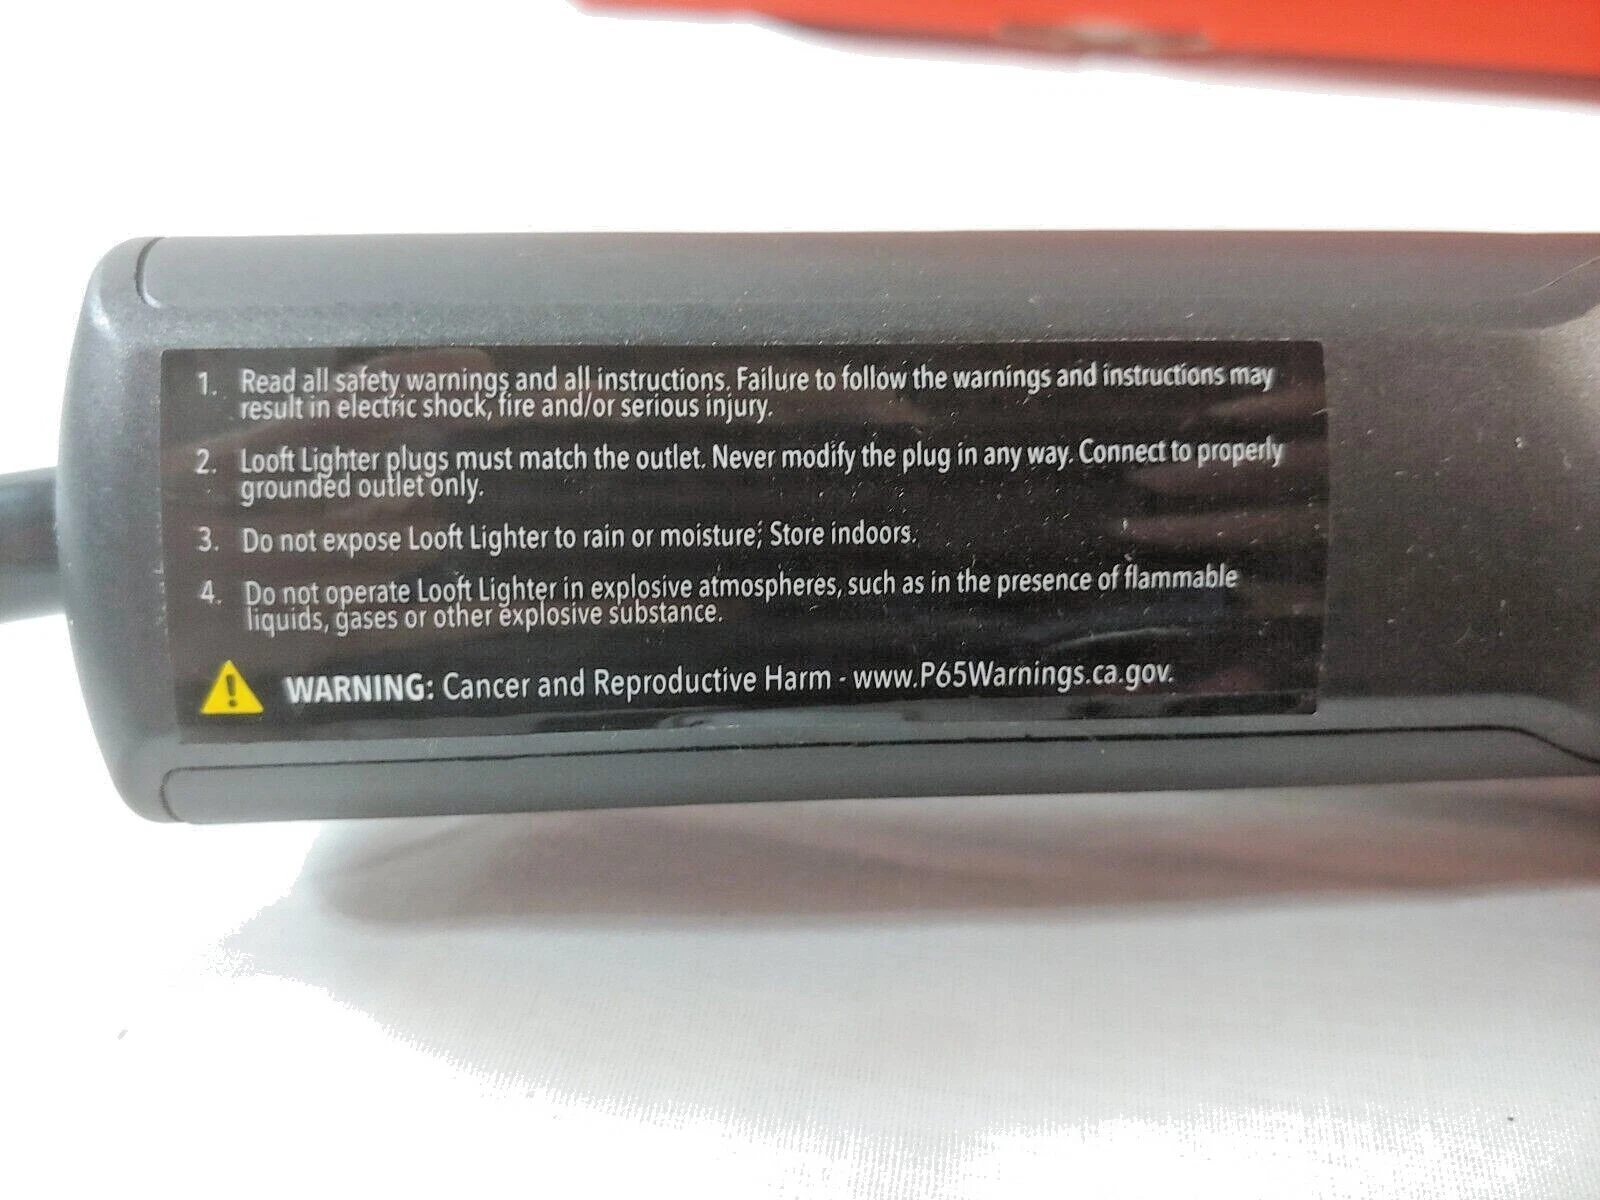 1. Read all safety warnings and all instructions. Failure to follow the warnings and instructions may
result in electric shock, fire and/or serious injury.
2. Looft Lighter plugs must match the outlet. Never modify the plug in any way. Connect to properly
grounded outlet only.
3. Do not expose Looft Lighter to rain or moisture; Store indoors.
4. Do not operate Looft Lighter in explosive atmospheres, such as in the presence of flammable
liquids, gases or other explosive substance.
WARNING: Cancer and Reproductive Harm - www.P65Warnings.ca.gov.